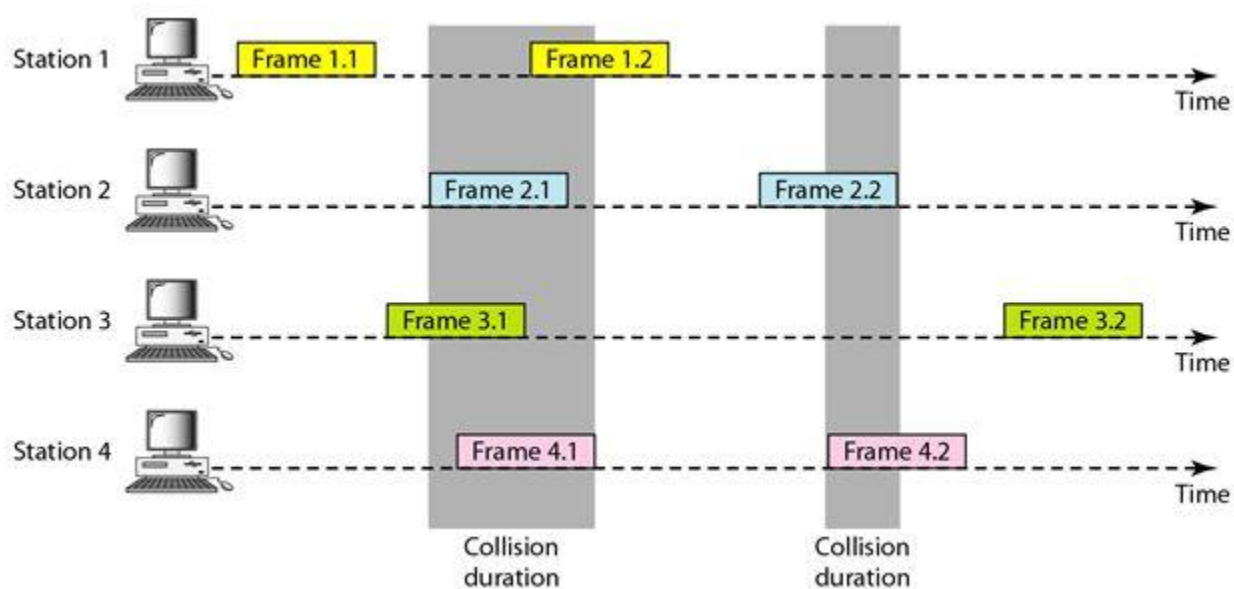 Station 1
Frame 1.1
Frame 1.2
Time
Station 2
Frame 2.1
Frame 2.2
Time
Station 3
Frame 3.1
Frame 3.2
Time
Station 4
Frame 4.1
Frame 4.2
Time
Collision
duration
Collision
duration